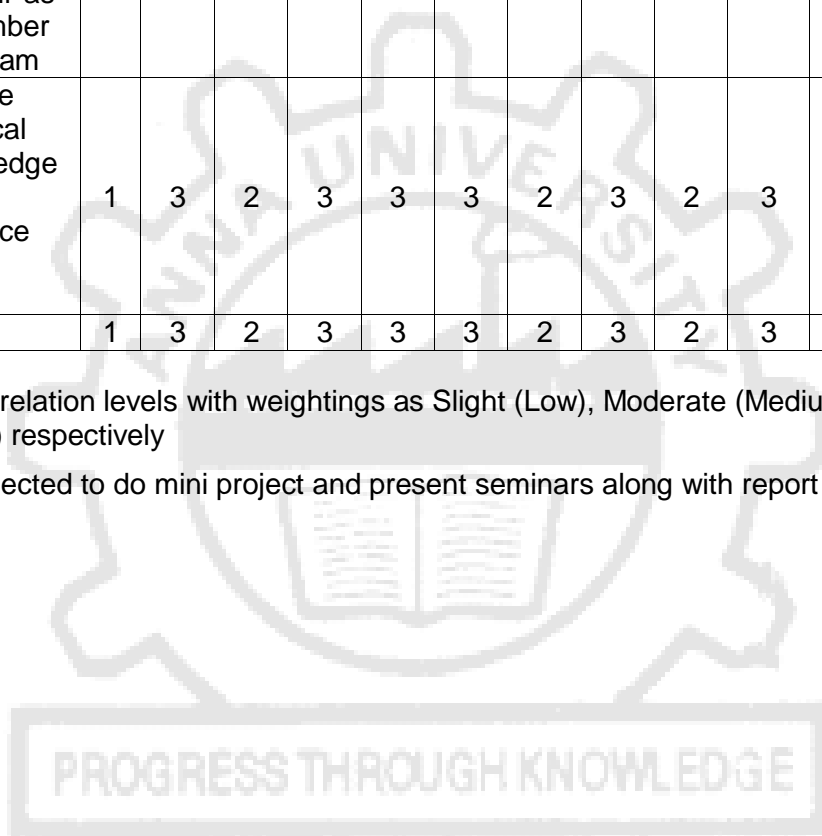 am
e
cal
edge
1 3 2 3 3 3 2 3 2 3
ce
1 3 2 3 3 3 2 3 2 3
relation levels with weightings as Slight (Low), Moderate (Mediu
) respectively
ected to do mini project and present seminars along with report
ANNA UNIVERSITY
PROGRESS THROUGH KNOWLEDGE